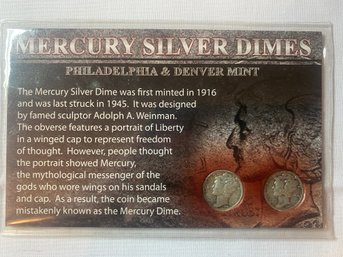 MERCURY SILVER DIMES
PHILADELPHIA & DENVER MINT
The Mercury Silver Dime was first minted in 1916
and was last struck in 1945. It was designed
by famed sculptor Adolph A. Weinman.
The obverse features a portrait of Liberty
in a winged cap to represent freedom
of thought. However, people thought
the portrait showed Mercury,
the mythological messenger of the
gods who wore wings on his sandals
and cap. As a result, the coin became
mistakenly known as the Mercury Dime.